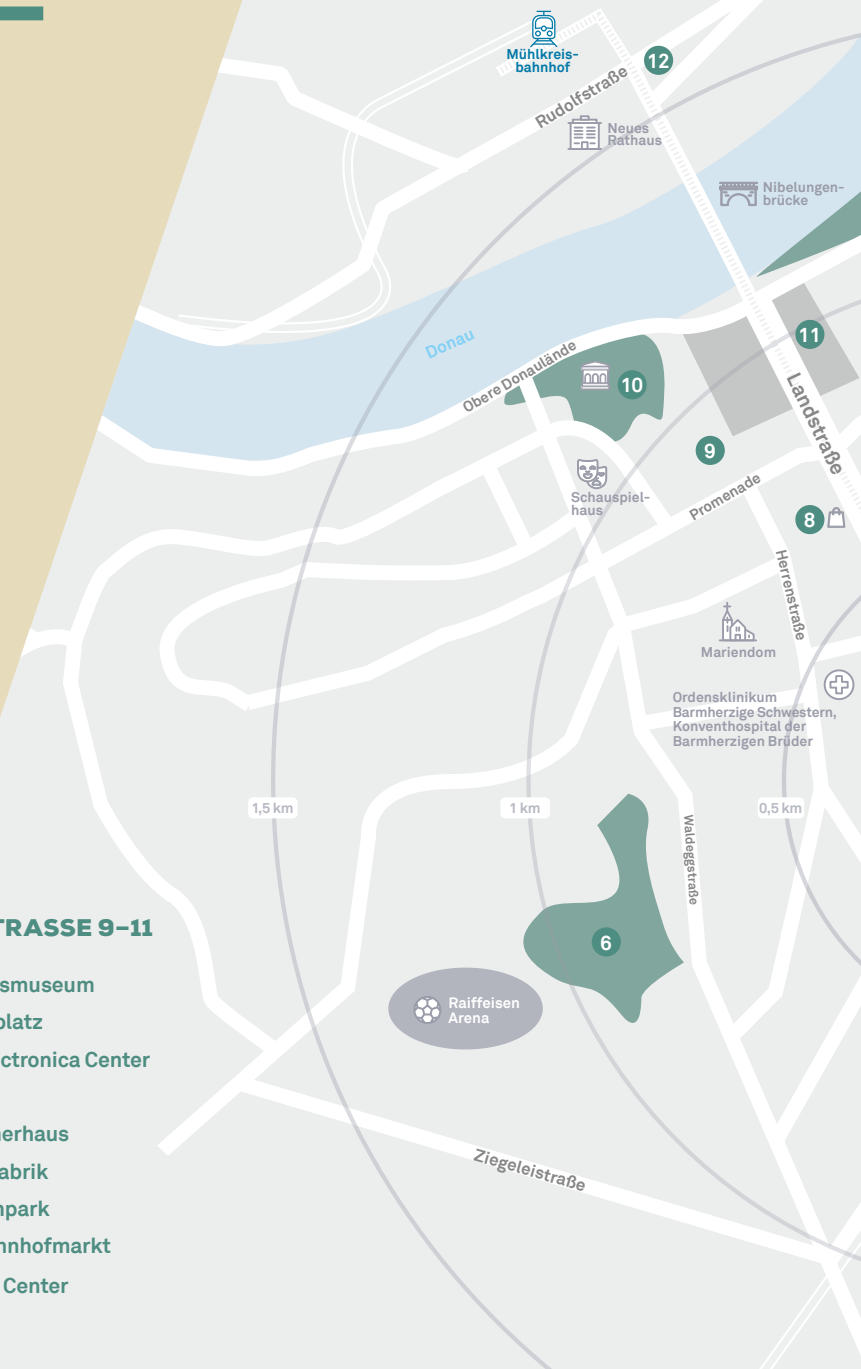 Mühlkreis-
bahnhof
12
Rudolfstraße
Neues
Rathaus
Nibelungen-
brücke
Donau
Obere Donaulände
10
11
Landstraße
9
Schauspiel-
haus
Promenade
8
Herrenstraße
Mariendom
Ordensklinikum
Barmherzige Schwestern,
Konventhospital der
Barmherzigen Brüder
1,5 km
1 km
0,5 km
Waldeggstraße
6
Raiffeisen
Arena
Ziegeleistraße
TRASSE 9–11
smuseum
platz
ctronica Center
erhaus
abrik
npark
nnhofmarkt
Center